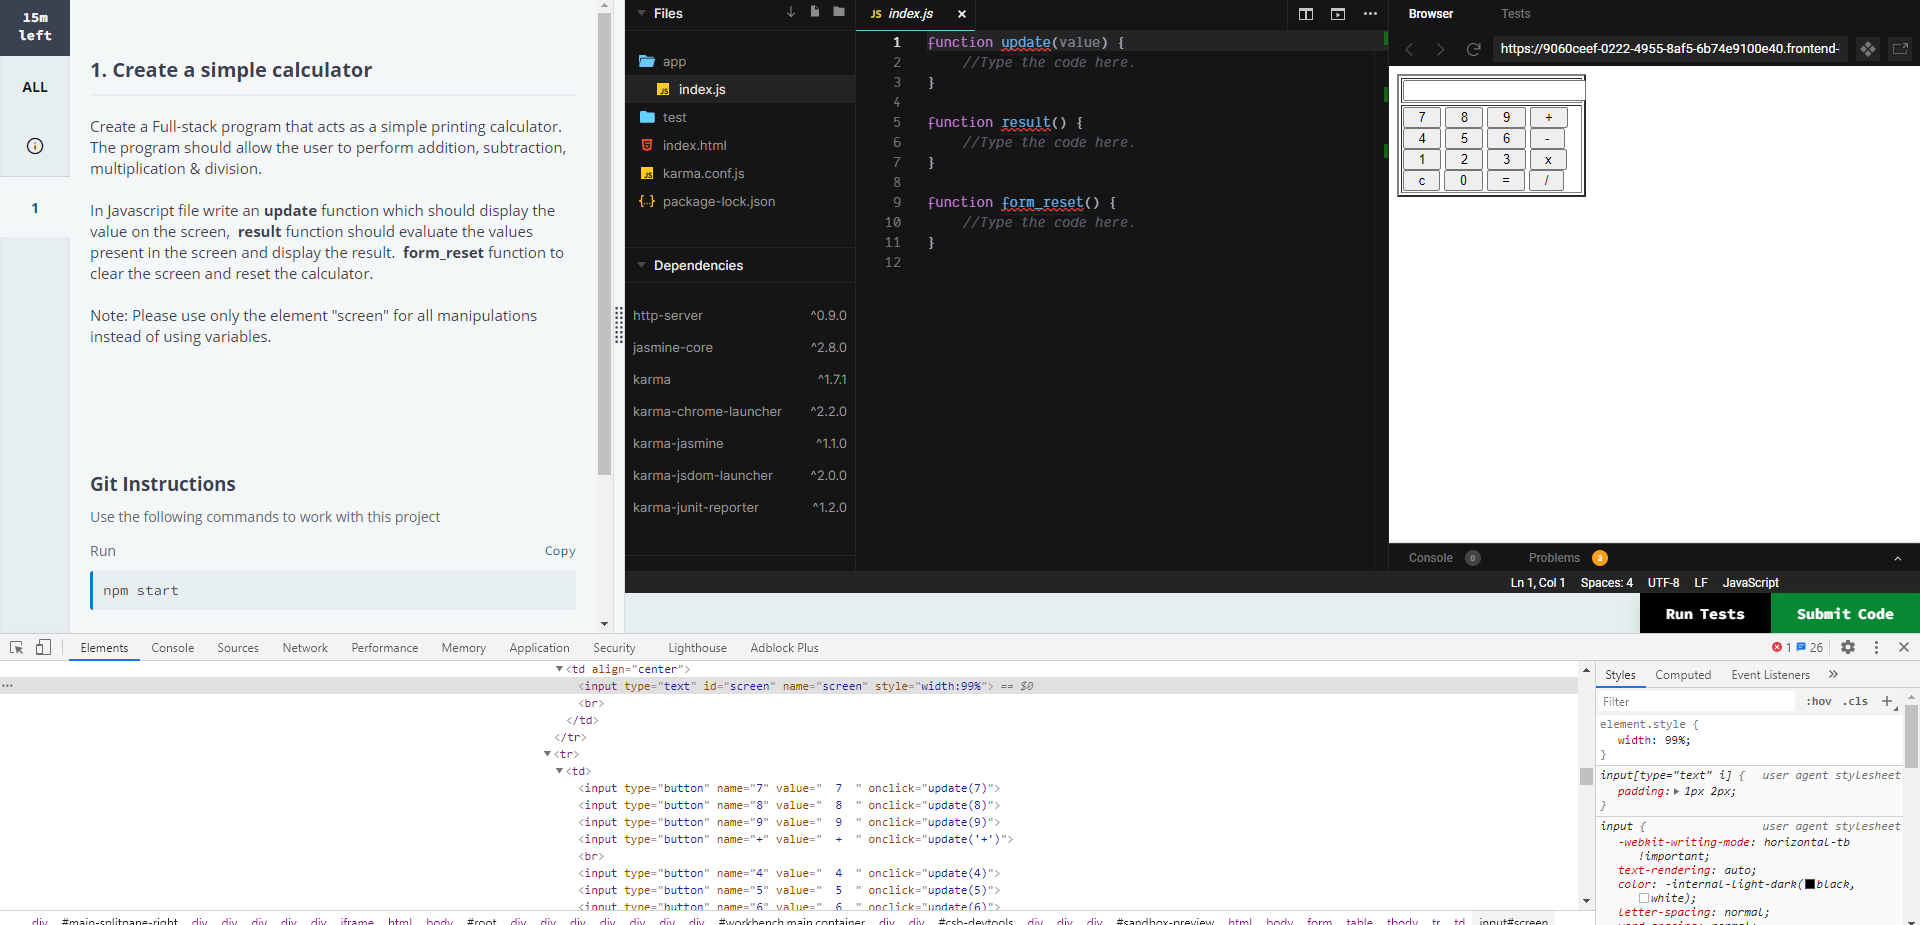 15m
left
ALL
1
1. Create a simple calculator
Create a Full-stack program that acts as a simple printing calculator.
The program should allow the user to perform addition, subtraction,
multiplication & division.
In Javascript file write an update function which should display the
value on the screen,  result function should evaluate the values
present in the screen and display the result.  form_reset function to
clear the screen and reset the calculator.
Note: Please use only the element "screen" for all manipulations
instead of using variables.
Git Instructions
Use the following commands to work with this project
Run Copy
npm start
Files
app
index.js
test
index.html
karma.conf.js
package-lock.json
Dependencies
http-server ^0.9.0
jasmine-core ^2.8.0
karma ^1.7.1
karma-chrome-launcher ^2.2.0
karma-jasmine ^1.1.0
karma-jsdom-launcher ^2.0.0
karma-junit-reporter ^1.2.0
JS index.js ×
1 function update(value) {
2 //Type the code here.
3 }
4
5 function result() {
6 //Type the code here.
7 }
8
9 function form_reset() {
10 //Type the code here.
11 }
12
Browser Tests
https://9060ceef-0222-4955-8af5-6b74e9100e40.frontend-
7 8 9 +
4 5 6 -
1 2 3 x
c 0 = /
Console 0 Problems 3
Ln 1, Col 1 Spaces: 4 UTF-8 LF JavaScript
Run Tests Submit Code
Elements Console Sources Network Performance Memory Application Security Lighthouse Adblock Plus
1 26
<td align="center">
<input type="text" id="screen" name="screen" style="width:99%"> == $0
<br>
</td>
</tr>
<tr>
<td>
<input type="button" name="7" value="  7  " onclick="update(7)">
<input type="button" name="8" value="  8  " onclick="update(8)">
<input type="button" name="9" value="  9  " onclick="update(9)">
<input type="button" name="+" value="  +  " onclick="update('+')">
<br>
<input type="button" name="4" value="  4  " onclick="update(4)">
<input type="button" name="5" value="  5  " onclick="update(5)">
<input type="button" name="6" value="  6  " onclick="update(6)">
div #main-splitpane-right div div div div div iframe html body #root div div div div div div div #workbench.main.container div div #csb-devtools div div div #sandbox-preview html body form table tbody tr td input#screen
Styles Computed Event Listeners »
Filter :hov .cls +
element.style {
width: 99%;
}
input[type="text" i] { user agent stylesheet
padding: 1px 2px;
}
input { user agent stylesheet
-webkit-writing-mode: horizontal-tb
!important;
text-rendering: auto;
color: -internal-light-dark(black,
white);
letter-spacing: normal;
word-spacing: normal;